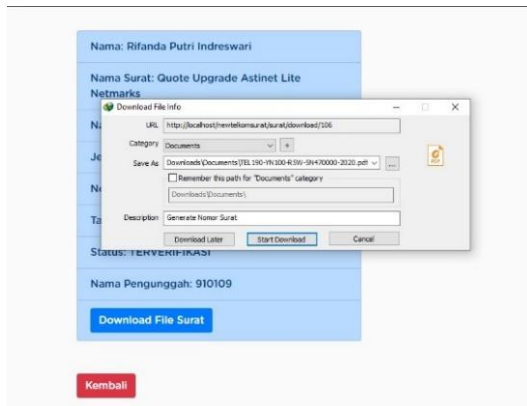 Nama: Rifanda Putri Indreswari
Nama Surat: Quote Upgrade Astinet Lite
Netmarks
Download File Info
URL http://localhost/newtelkomsurat/surat/download/106
Category Documents +
Save As Downloads\Documents\TEL190-YN100-RSW-SN470000-2020.pdf ...
Remember this path for "Documents" category
Downloads\Documents\
Description Generate Nomor Surat
Download Later Start Download Cancel
Status: TERVERIFIKASI
Nama Pengunggah: 910109
Download File Surat
Kembali